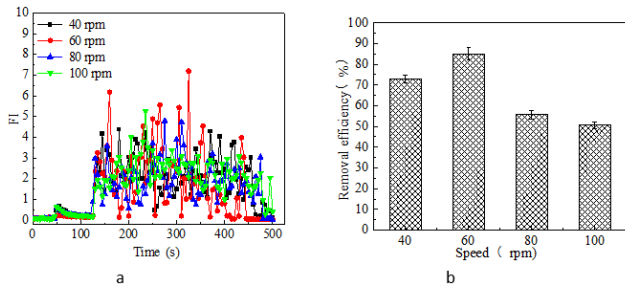 40 rpm
60 rpm
80 rpm
100 rpm
FI
10
9
8
7
6
5
4
3
2
1
0
0 100 200 300 400 500
Time (s)
a
Removal efficiency( %)
100
90
80
70
60
50
40
30
20
10
0
40 60 80 100
Speed( rpm)
b